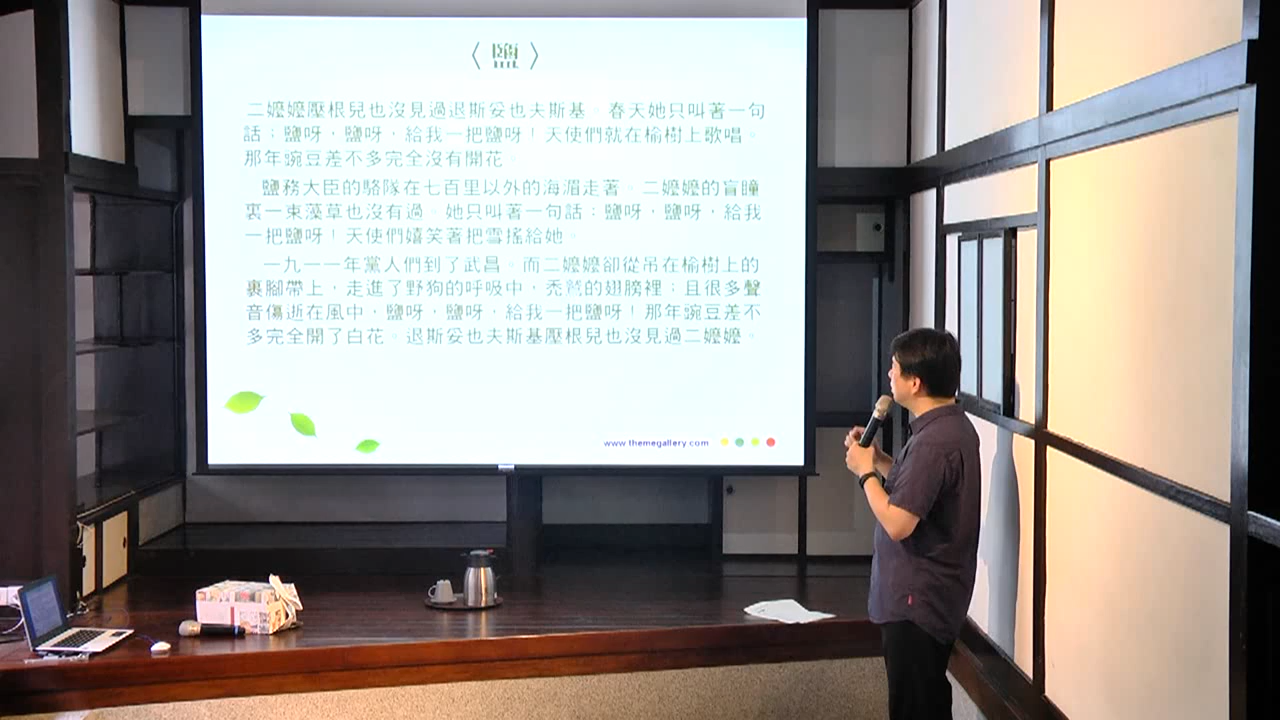 〈鹽〉
二嬤嬤壓根兒也沒見過退斯妥也夫斯基。春天她只叫著一句
話：鹽呀，鹽呀，給我一把鹽呀！天使們就在榆樹上歌唱。
那年豌豆差不多完全沒有開花。
鹽務大臣的駱隊在七百里以外的海湄走著。二嬤嬤的盲瞳
裏一束藻草也沒有過。她只叫著一句話：鹽呀，鹽呀，給我
一把鹽呀！天使們嬉笑著把雪搖給她。
一九一一年黨人們到了武昌。而二嬤嬤卻從吊在榆樹上的
裹腳帶上，走進了野狗的呼吸中，禿鷲的翅膀裡；且很多聲
音傷逝在風中，鹽呀，鹽呀，給我一把鹽呀！那年豌豆差不
多完全開了白花。退斯妥也夫斯基壓根兒也沒見過二嬤嬤。
www.themegallery.com